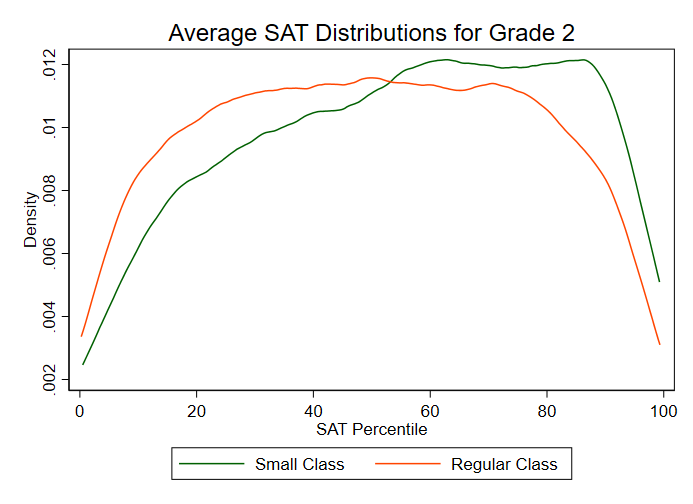 Average SAT Distributions for Grade 2
Density
.012
.01
.008
.006
.004
.002
0 20 40 60 80 100
SAT Percentile
Small Class Regular Class